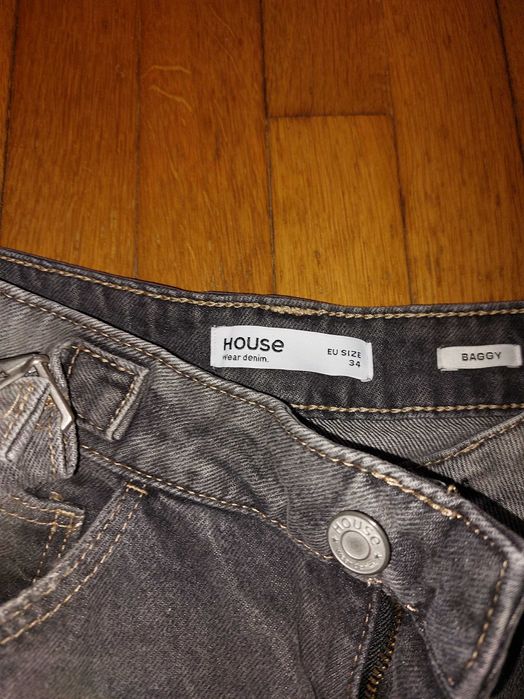 HOUSe
Wear denim.
EU SIZE
34
BAGGY
HOUSe